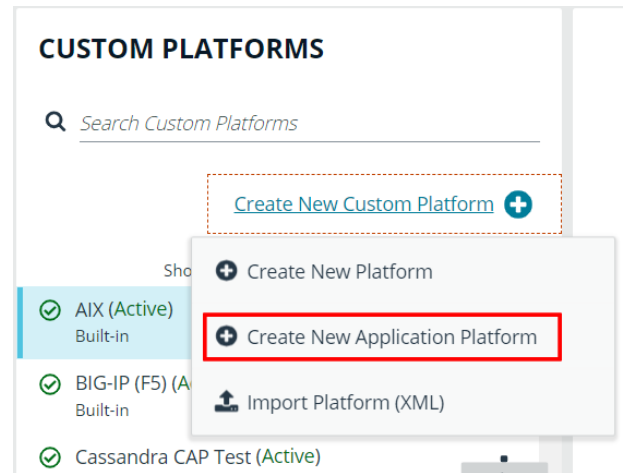 CUSTOM PLATFORMS
Search Custom Platforms
Create New Custom Platform
Sho
Create New Platform
AIX (Active)
Built-in
Create New Application Platform
BIG-IP (F5) (A
Built-in
Import Platform (XML)
Cassandra CAP Test (Active)